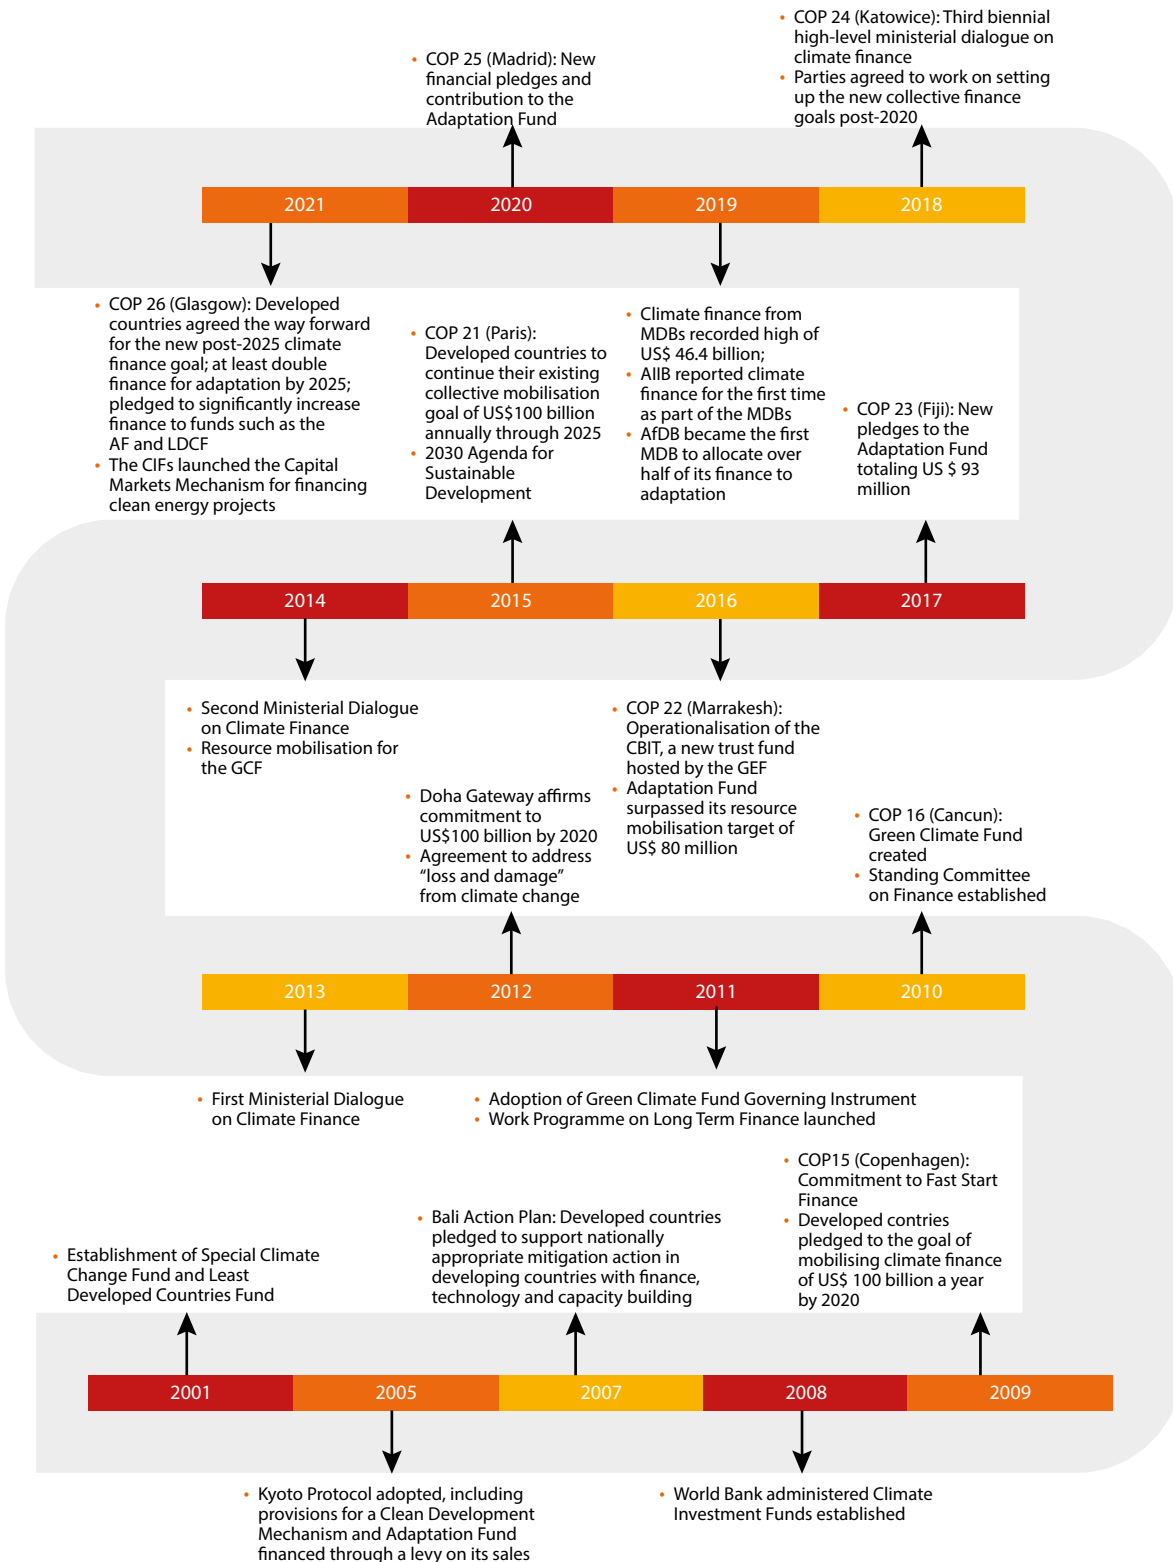 • COP 24 (Katowice): Third biennial
high-level ministerial dialogue on
climate finance
• Parties agreed to work on setting
up the new collective finance
goals post-2020
• COP 25 (Madrid): New
financial pledges and
contribution to the
Adaptation Fund
2021
2020
2019
2018
• COP 26 (Glasgow): Developed
countries agreed the way forward
for the new post-2025 climate
finance goal; at least double
finance for adaptation by 2025;
pledged to significantly increase
finance to funds such as the
AF and LDCF
• The CIFs launched the Capital
Markets Mechanism for financing
clean energy projects
• COP 21 (Paris):
Developed countries to
continue their existing
collective mobilisation
goal of US$100 billion
annually through 2025
• 2030 Agenda for
Sustainable
Development
• Climate finance from
MDBs recorded high of
US$ 46.4 billion;
• AIIB reported climate
finance for the first time
as part of the MDBs
• AfDB became the first
MDB to allocate over
half of its finance to
adaptation
• COP 23 (Fiji): New
pledges to the
Adaptation Fund
totaling US $ 93
million
2014
2015
2016
2017
• Second Ministerial Dialogue
on Climate Finance
• Resource mobilisation for
the GCF
• Doha Gateway affirms
commitment to
US$100 billion by 2020
• Agreement to address
“loss and damage”
from climate change
• COP 22 (Marrakesh):
Operationalisation of the
CBIT, a new trust fund
hosted by the GEF
• Adaptation Fund
surpassed its resource
mobilisation target of
US$ 80 million
• COP 16 (Cancun):
Green Climate Fund
created
• Standing Committee
on Finance established
2013
2012
2011
2010
• First Ministerial Dialogue
on Climate Finance
• Adoption of Green Climate Fund Governing Instrument
• Work Programme on Long Term Finance launched
• Establishment of Special Climate
Change Fund and Least
Developed Countries Fund
• Bali Action Plan: Developed countries
pledged to support nationally
appropriate mitigation action in
developing countries with finance,
technology and capacity building
• COP15 (Copenhagen):
Commitment to Fast Start
Finance
• Developed contries
pledged to the goal of
mobilising climate finance
of US$ 100 billion a year
by 2020
2001
2005
2007
2008
2009
• Kyoto Protocol adopted, including
provisions for a Clean Development
Mechanism and Adaptation Fund
financed through a levy on its sales
• World Bank administered Climate
Investment Funds established